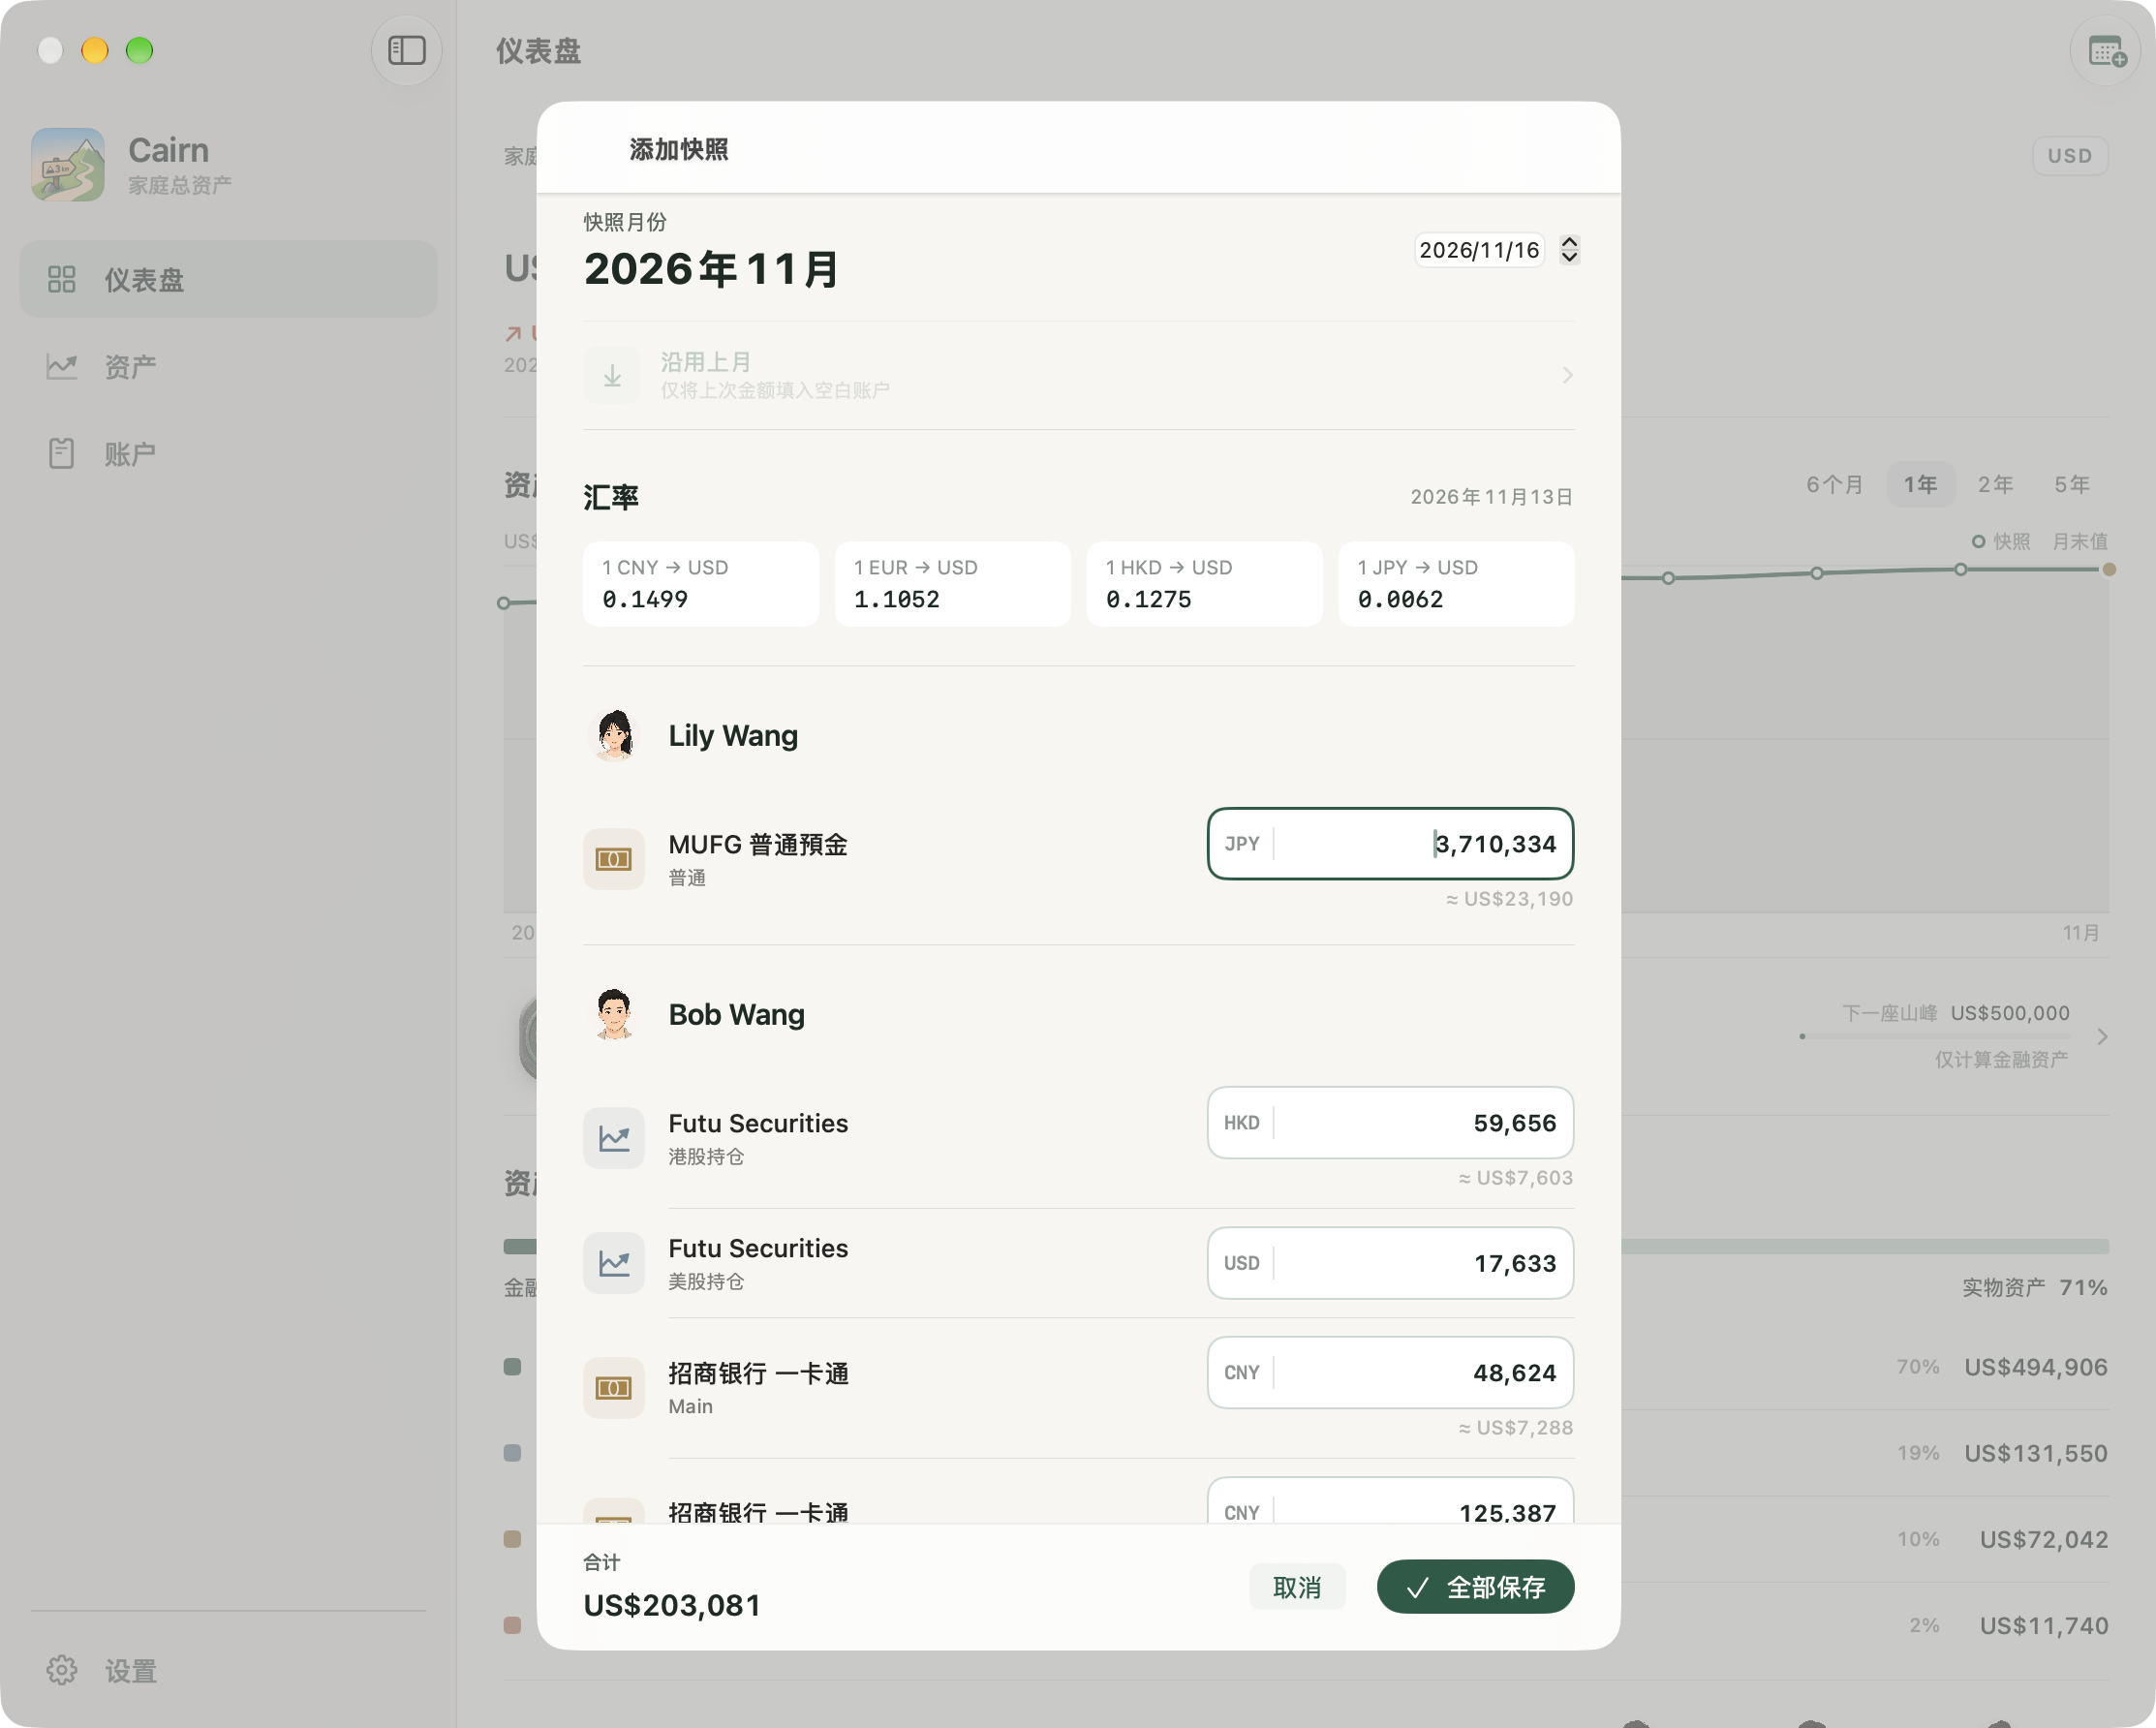 仪表盘
Cairn
家庭总资产
仪表盘
资产
账户
设置
USD
添加快照
快照月份
2026年11月
2026/11/16
沿用上月
仅将上次金额填入空白账户
汇率
2026年11月13日
1 CNY → USD
0.1499
1 EUR → USD
1.1052
1 HKD → USD
0.1275
1 JPY → USD
0.0062
Lily Wang
MUFG 普通預金
普通
JPY 3,710,334
≈ US$23,190
Bob Wang
Futu Securities
港股持仓
HKD 59,656
≈ US$7,603
Futu Securities
美股持仓
USD 17,633
招商银行 一卡通
Main
CNY 48,624
≈ US$7,288
招商银行 一卡通
CNY 125,387
合计
US$203,081
取消
全部保存
6个月 1年 2年 5年
快照 月末值
11月
下一座山峰 US$500,000
仅计算金融资产
实物资产 71%
70% US$494,906
19% US$131,550
10% US$72,042
2% US$11,740